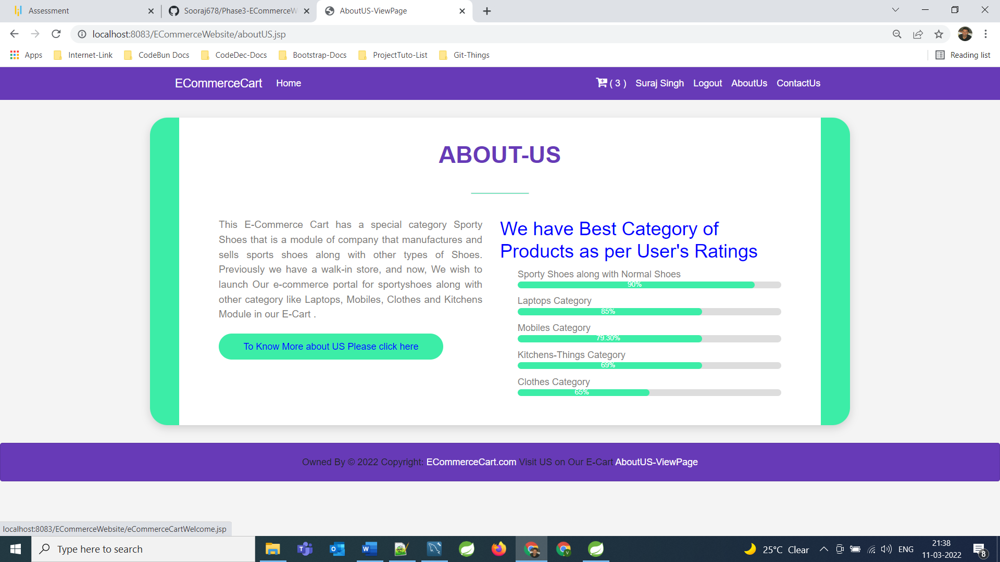 Assessment
Sooraj678/Phase3-ECommerceW
AboutUS-ViewPage
localhost:8083/ECommerceWebsite/aboutUS.jsp
Apps
Internet-Link
CodeBun Docs
CodeDec-Docs
Bootstrap-Docs
ProjectTuto-List
Git-Things
Reading list
ECommerceCart
Home
( 3 )
Suraj Singh
Logout
AboutUs
ContactUs
ABOUT-US
This E-Commerce Cart has a special category Sporty
Shoes that is a module of company that manufactures and
sells sports shoes along with other types of Shoes.
Previously we have a walk-in store, and now, We wish to
launch Our e-commerce portal for sportyshoes along with
other category like Laptops, Mobiles, Clothes and Kitchens
Module in our E-Cart .
To Know More about US Please click here
We have Best Category of
Products as per User's Ratings
Sporty Shoes along with Normal Shoes
90%
Laptops Category
85%
Mobiles Category
79.30%
Kitchens-Things Category
69%
Clothes Category
65%
Owned By © 2022 Copyright: ECommerceCart.com Visit US on Our E-Cart AboutUS-ViewPage
localhost:8083/ECommerceWebsite/eCommerceCartWelcome.jsp
Type here to search
25°C Clear
ENG
21:38
11-03-2022
8